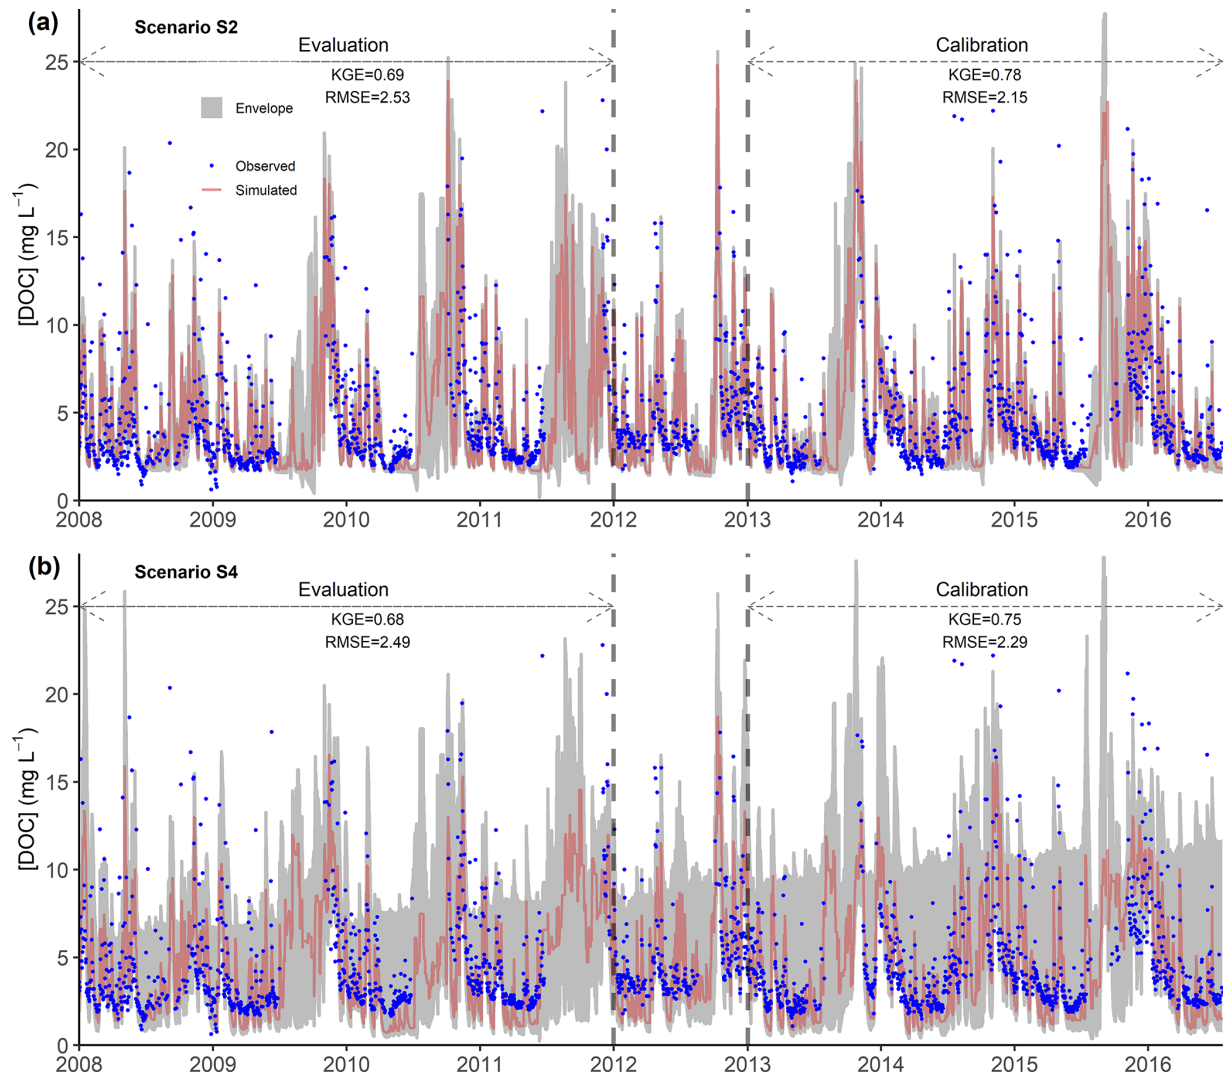 (a)
Scenario S2
Evaluation
KGE=0.69
RMSE=2.53
Calibration
KGE=0.78
RMSE=2.15
Envelope
Observed
Simulated
[DOC] (mg L⁻¹)
25
20
15
10
5
0
2008 2009 2010 2011 2012 2013 2014 2015 2016
(b)
Scenario S4
Evaluation
KGE=0.68
RMSE=2.49
Calibration
KGE=0.75
RMSE=2.29
[DOC] (mg L⁻¹)
25
20
15
10
5
0
2008 2009 2010 2011 2012 2013 2014 2015 2016